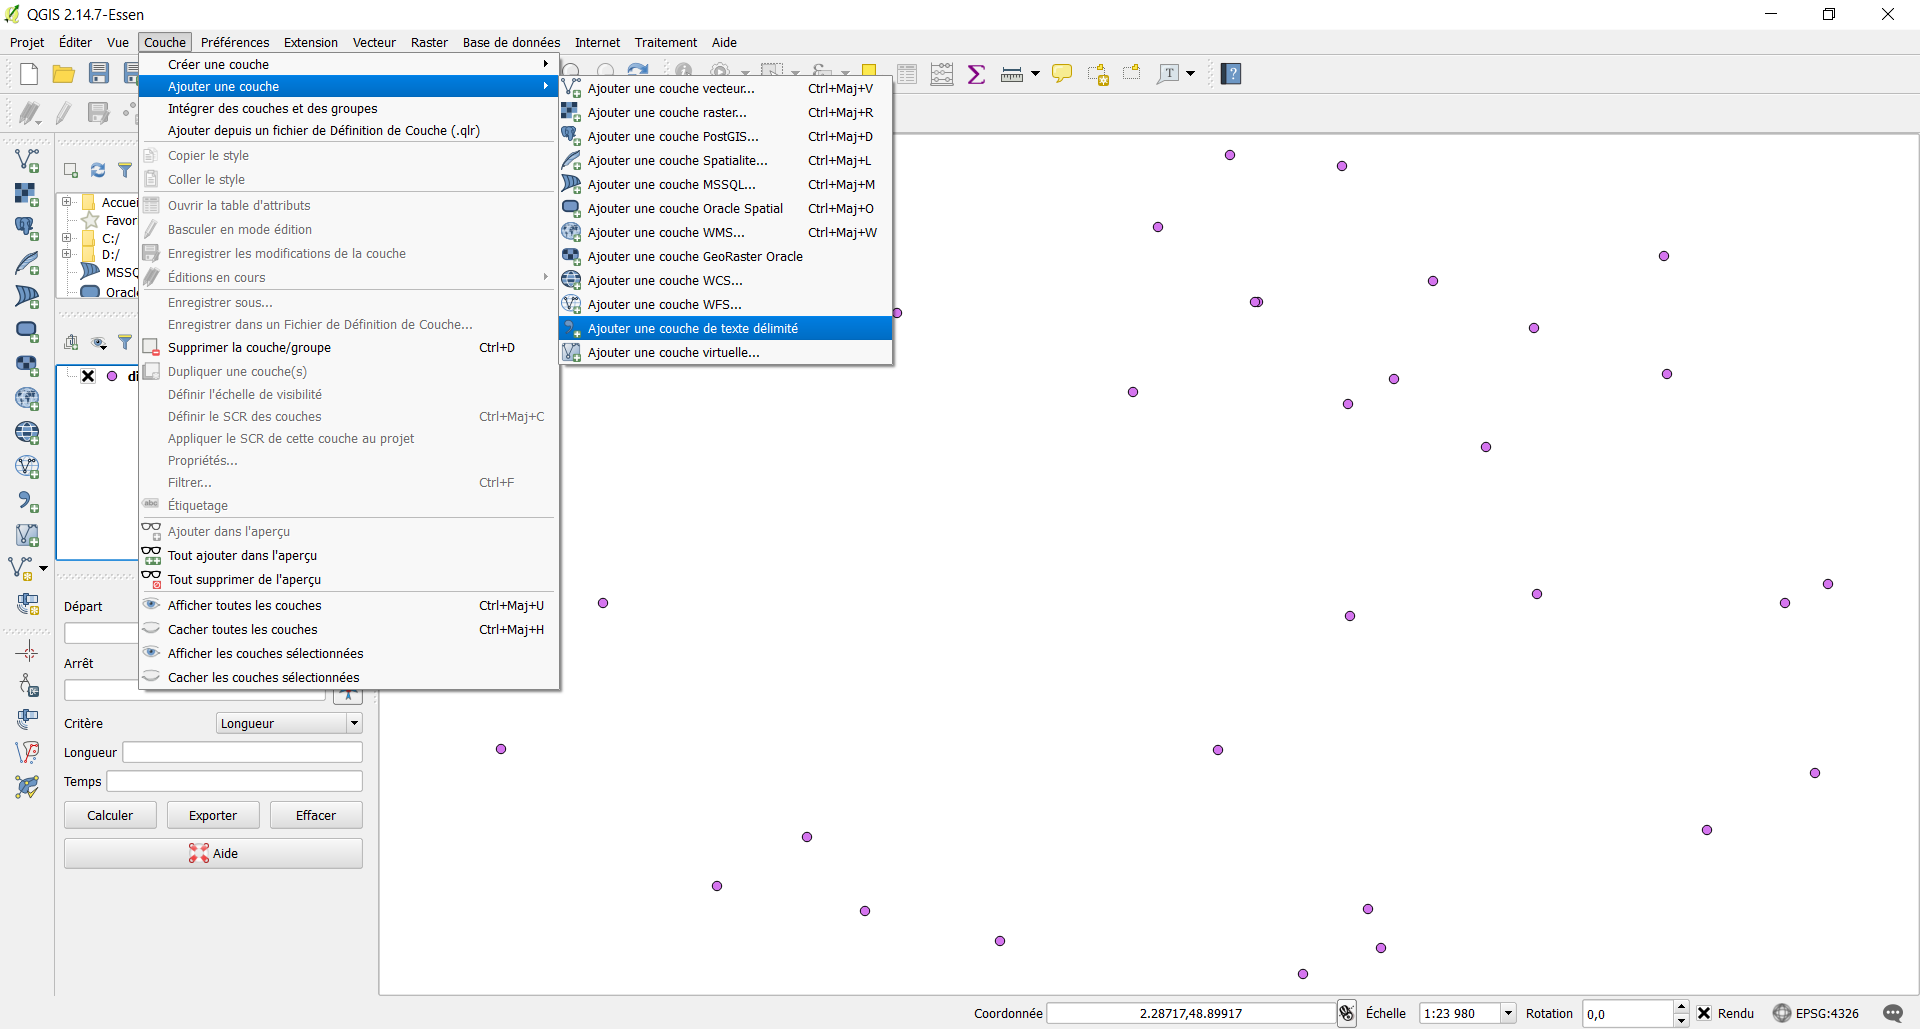 QGIS 2.14.7-Essen
Projet Éditer Vue Couche Préférences Extension Vecteur Raster Base de données Internet Traitement Aide
Créer une couche
Ajouter une couche
Intégrer des couches et des groupes
Ajouter depuis un fichier de Définition de Couche (.qlr)
Copier le style
Coller le style
Ouvrir la table d'attributs
Basculer en mode édition
Enregistrer les modifications de la couche
Éditions en cours
Enregistrer sous...
Enregistrer dans un Fichier de Définition de Couche...
Supprimer la couche/groupe Ctrl+D
Dupliquer une couche(s)
Définir l'échelle de visibilité
Définir le SCR des couches Ctrl+Maj+C
Appliquer le SCR de cette couche au projet
Propriétés...
Filtrer... Ctrl+F
abc Étiquetage
Ajouter dans l'aperçu
Tout ajouter dans l'aperçu
Tout supprimer de l'aperçu
Afficher toutes les couches Ctrl+Maj+U
Cacher toutes les couches Ctrl+Maj+H
Afficher les couches sélectionnées
Cacher les couches sélectionnées
Ajouter une couche vecteur... Ctrl+Maj+V
Ajouter une couche raster... Ctrl+Maj+R
Ajouter une couche PostGIS... Ctrl+Maj+D
Ajouter une couche Spatialite... Ctrl+Maj+L
Ajouter une couche MSSQL... Ctrl+Maj+M
Ajouter une couche Oracle Spatial Ctrl+Maj+O
Ajouter une couche WMS... Ctrl+Maj+W
Ajouter une couche GeoRaster Oracle
Ajouter une couche WCS...
Ajouter une couche WFS...
Ajouter une couche de texte délimité
Ajouter une couche virtuelle...
Accuei
Favor
C:/
D:/
MSSQ
Oracle
di
Départ
Arrêt
Critère Longueur
Longueur
Temps
Calculer Exporter Effacer
Aide
Coordonnée 2.28717,48.89917 Échelle 1:23 980 Rotation 0,0 Rendu EPSG:4326